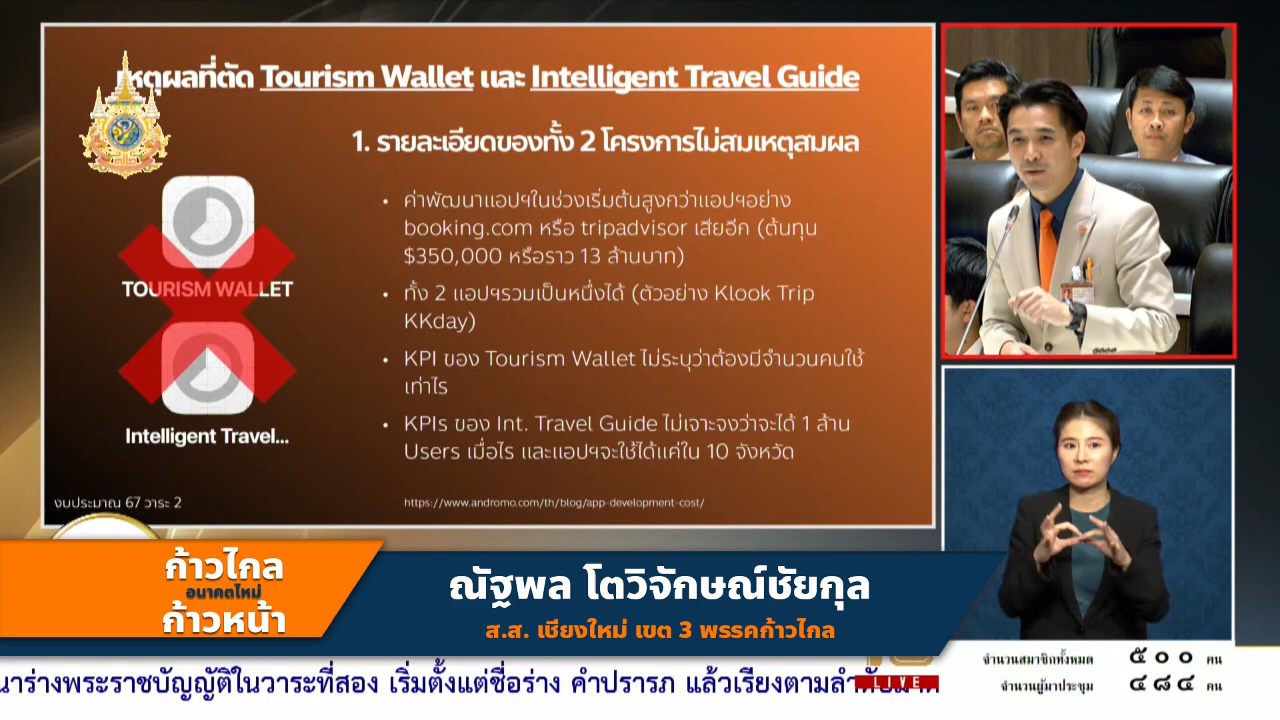 เหตุผลที่ตัด Tourism Wallet และ Intelligent Travel Guide
1. รายละเอียดของทั้ง 2 โครงการไม่สมเหตุสมผล
TOURISM WALLET
Intelligent Travel...
• ค่าพัฒนาแอปฯในช่วงเริ่มต้นสูงกว่าแอปฯอย่าง
booking.com หรือ tripadvisor เสียอีก (ต้นทุน
$350,000 หรือราว 13 ล้านบาท)
• ทั้ง 2 แอปฯรวมเป็นหนึ่งได้ (ตัวอย่าง Klook Trip
KKday)
• KPI ของ Tourism Wallet ไม่ระบุว่าต้องมีจำนวนคนใช้
เท่าไร
• KPIs ของ Int. Travel Guide ไม่เจาะจงว่าจะได้ 1 ล้าน
Users เมื่อไร และแอปฯจะใช้ได้แค่ใน 10 จังหวัด
งบประมาณ 67 วาระ 2
https://www.andromo.com/th/blog/app-development-cost/
ก้าวไกล
อนาคตใหม่
ก้าวหน้า
ณัฐพล โตวิจักษณ์ชัยกุล
ส.ส. เชียงใหม่ เขต 3 พรรคก้าวไกล
จำนวนสมาชิกทั้งหมด ๕๐๐ คน
จำนวนผู้มาประชุม ๔๘๔ คน
นาร่างพระราชบัญญัติในวาระที่สอง เริ่มตั้งแต่ชื่อร่าง คำปรารภ แล้วเรียงตามลำดับมาต
LIVE